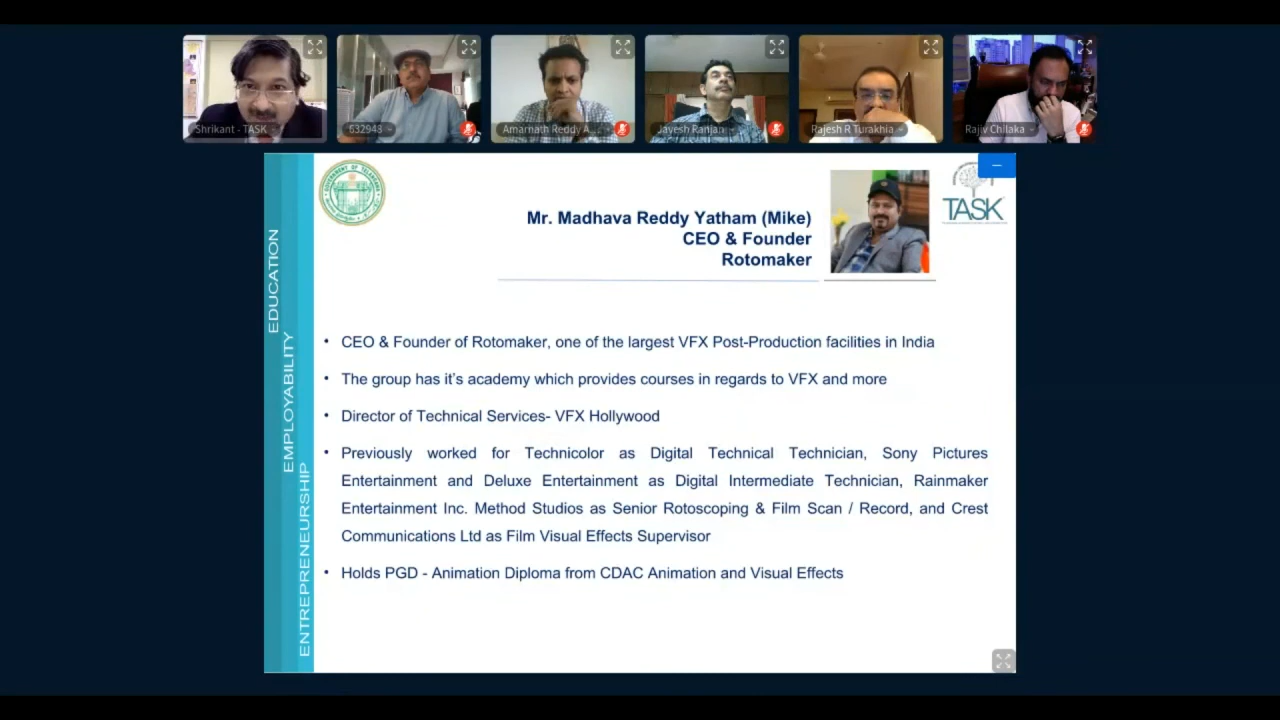 Shrikant - TASK
632948
Amarnath Reddy A...
Jayesh Ranjan
Rajesh R Turakhia
Rajiv Chilaka
GOVERNMENT OF TELANGANA
TASK
Mr. Madhava Reddy Yatham (Mike)
CEO & Founder
Rotomaker
EDUCATION
EMPLOYABILITY
ENTREPRENEURSHIP
• CEO & Founder of Rotomaker, one of the largest VFX Post-Production facilities in India
• The group has it's academy which provides courses in regards to VFX and more
• Director of Technical Services- VFX Hollywood
• Previously worked for Technicolor as Digital Technical Technician, Sony Pictures
Entertainment and Deluxe Entertainment as Digital Intermediate Technician, Rainmaker
Entertainment Inc. Method Studios as Senior Rotoscoping & Film Scan / Record, and Crest
Communications Ltd as Film Visual Effects Supervisor
• Holds PGD - Animation Diploma from CDAC Animation and Visual Effects